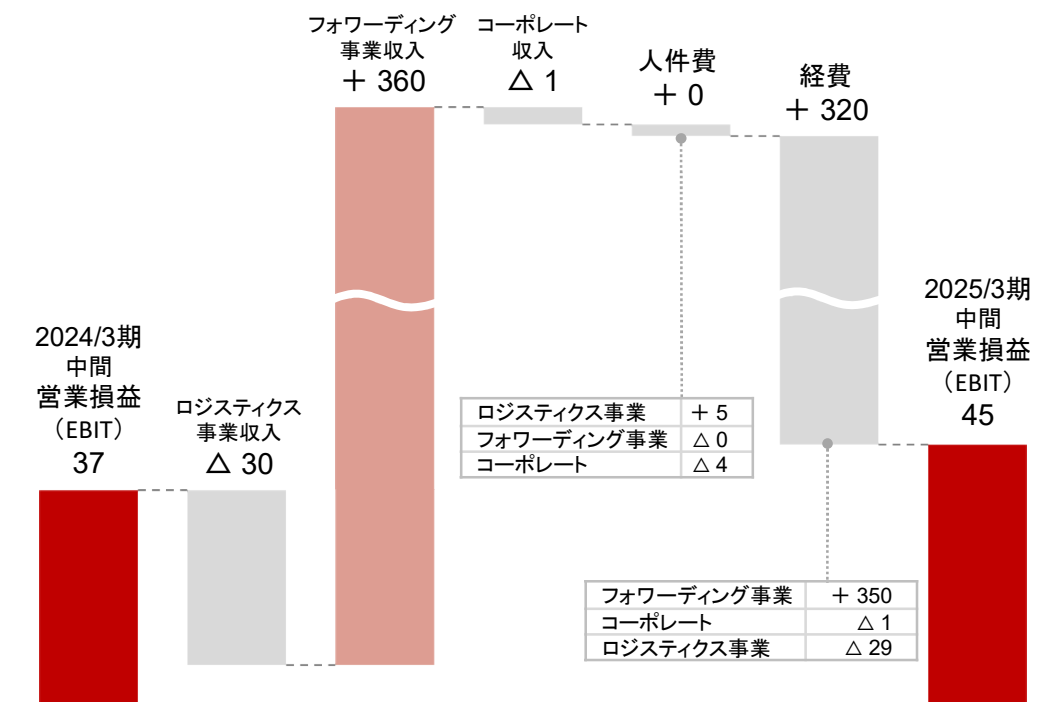 2024/3期
中間
営業損益
（EBIT）
37
ロジスティクス
事業収入
△ 30
フォワーディング
事業収入
＋ 360
コーポレート
収入
△ 1
人件費
＋ 0
経費
＋ 320
2025/3期
中間
営業損益
（EBIT）
45
ロジスティクス事業 ＋ 5
フォワーディング事業 △ 0
コーポレート △ 4
フォワーディング事業 ＋ 350
コーポレート △ 1
ロジスティクス事業 △ 29